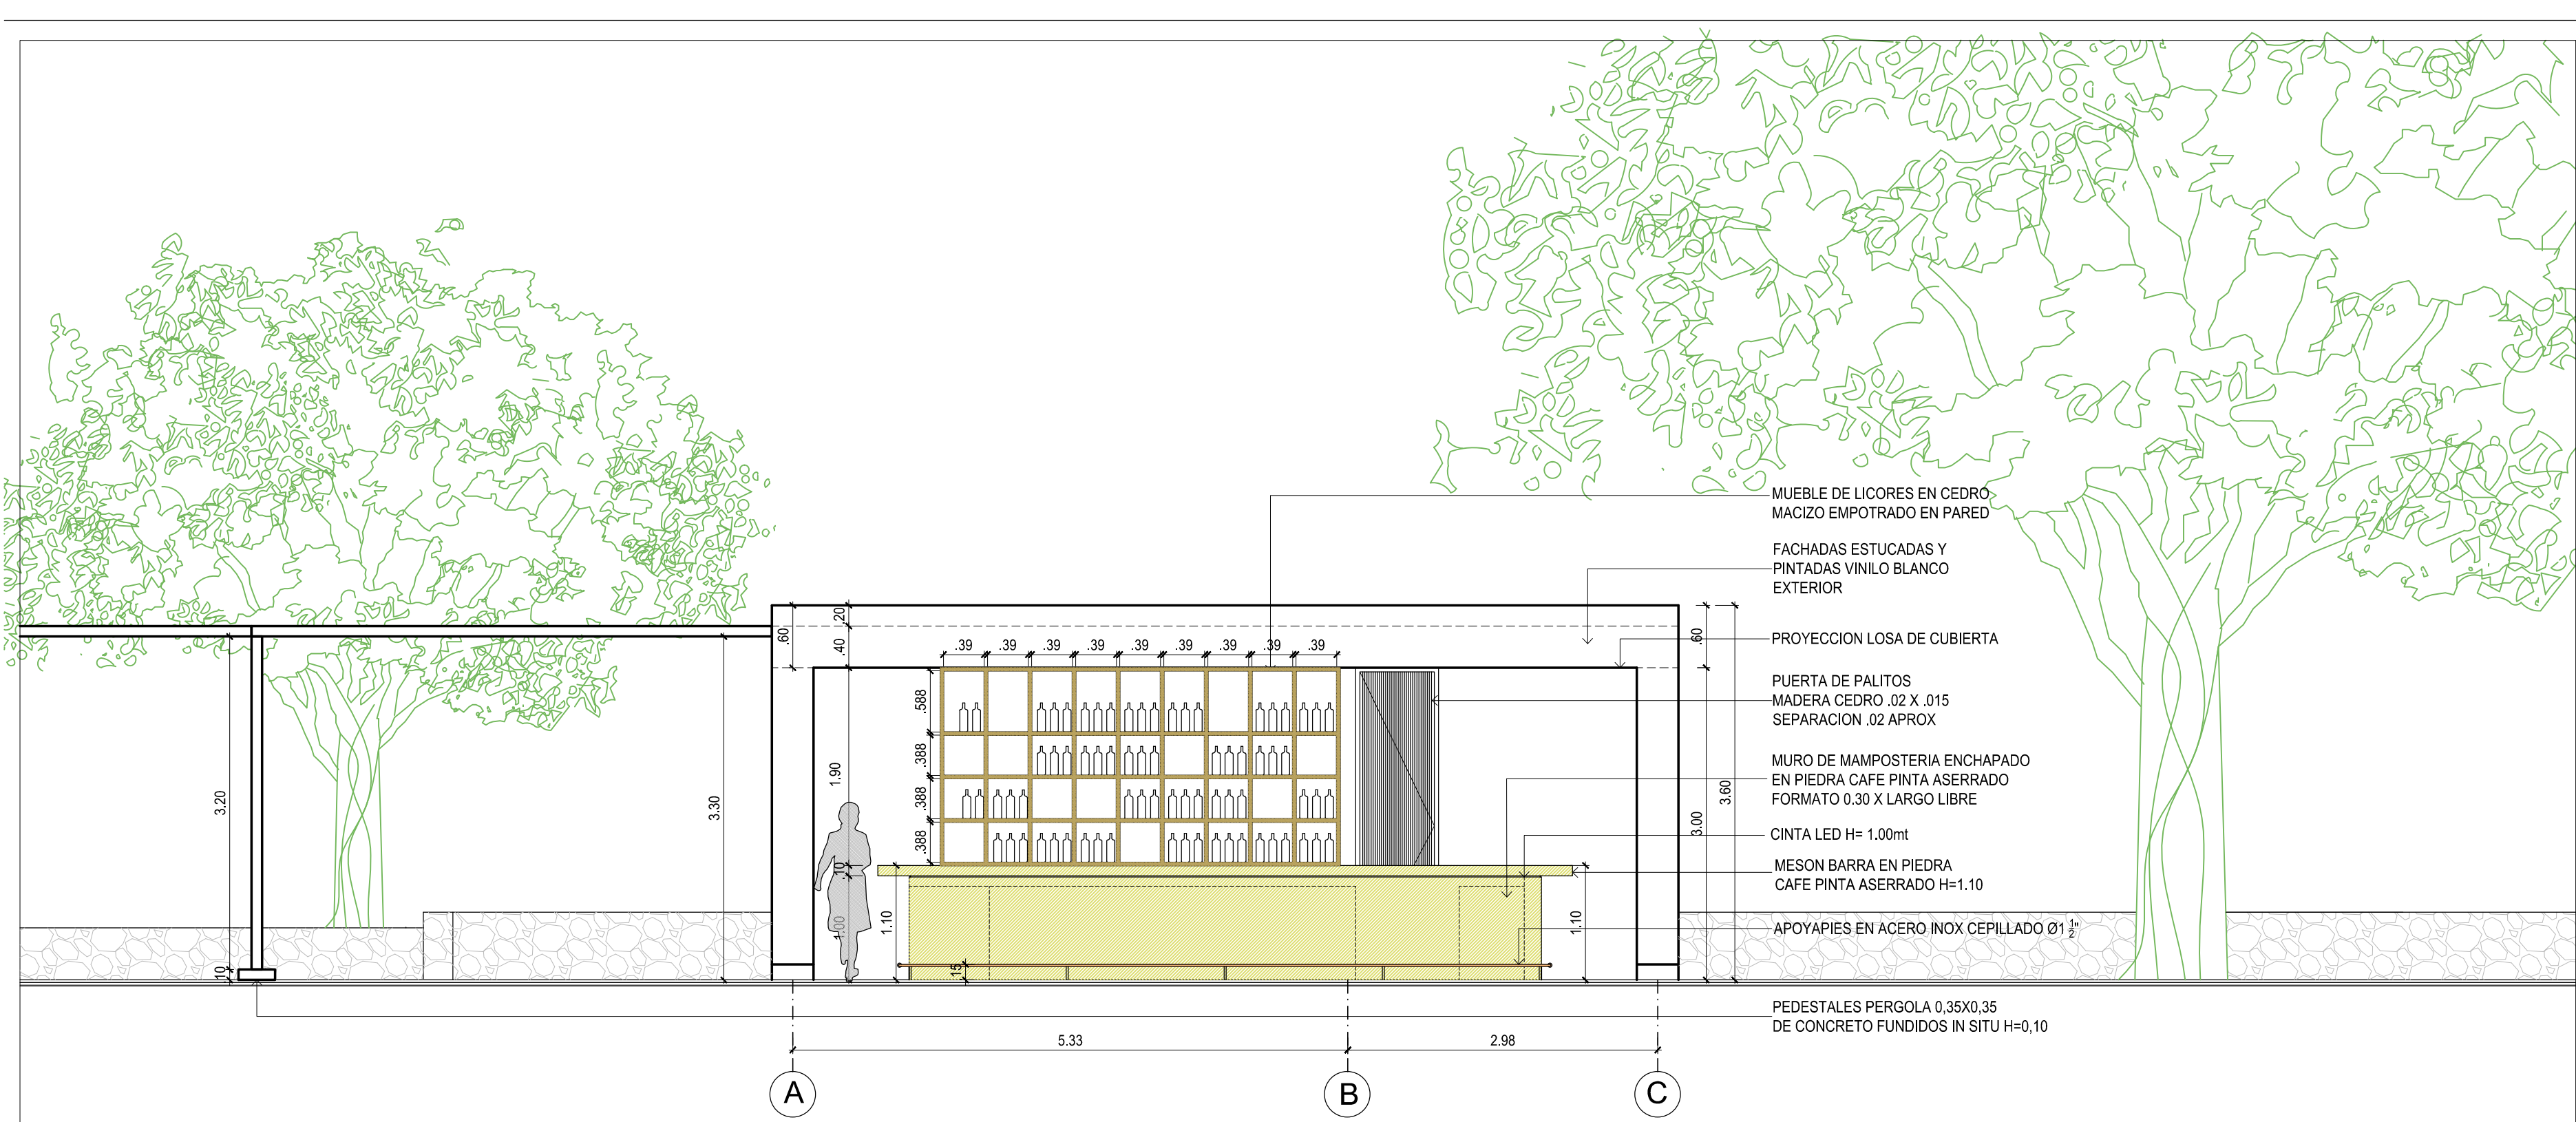 MUEBLE DE LICORES EN CEDRO
MACIZO EMPOTRADO EN PARED
FACHADAS ESTUCADAS Y
PINTADAS VINILO BLANCO
EXTERIOR
.20
.60
.40
.60
.39 .39 .39 .39 .39 .39 .39 .39 .39
PROYECCION LOSA DE CUBIERTA
PUERTA DE PALITOS
MADERA CEDRO .02 X .015
SEPARACION .02 APROX
.588
.388
.388
.388
1.90
3.20
3.30
3.60
3.00
MURO DE MAMPOSTERIA ENCHAPADO
EN PIEDRA CAFE PINTA ASERRADO
FORMATO 0.30 X LARGO LIBRE
CINTA LED H= 1.00mt
MESON BARRA EN PIEDRA
CAFE PINTA ASERRADO H=1.10
.10
1.00
1.10
1.10
APOYAPIES EN ACERO INOX CEPILLADO Ø1 1/2"
.10
.15
PEDESTALES PERGOLA 0,35X0,35
DE CONCRETO FUNDIDOS IN SITU H=0,10
5.33 2.98
A B C